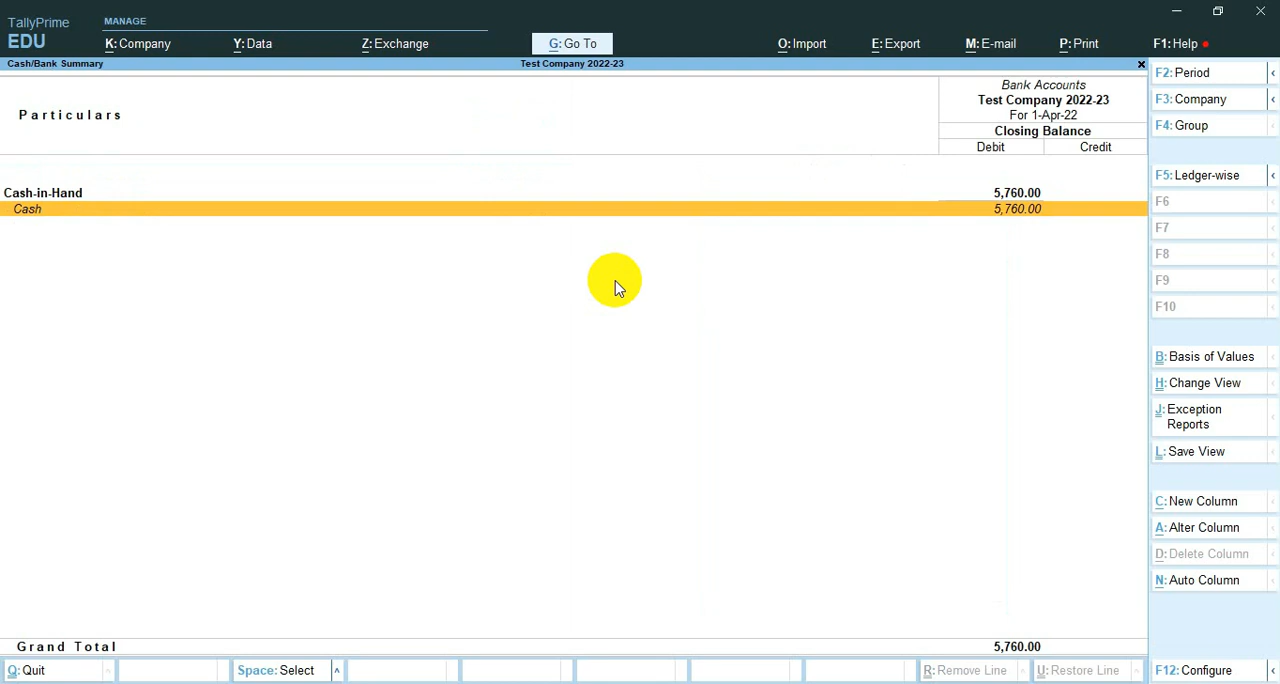 TallyPrime
EDU
MANAGE
K: Company
Y: Data
Z: Exchange
G: Go To
O: Import
E: Export
M: E-mail
P: Print
F1: Help
Cash/Bank Summary
Test Company 2022-23
x
Particulars
Bank Accounts
Test Company 2022-23
For 1-Apr-22
Closing Balance
Debit
Credit
Cash-in-Hand
5,760.00
Cash
5,760.00
Grand Total
5,760.00
F2: Period
F3: Company
F4: Group
F5: Ledger-wise
F6
F7
F8
F9
F10
B: Basis of Values
H: Change View
J: Exception
Reports
L: Save View
C: New Column
A: Alter Column
D: Delete Column
N: Auto Column
Q: Quit
Space: Select
R: Remove Line
U: Restore Line
F12: Configure